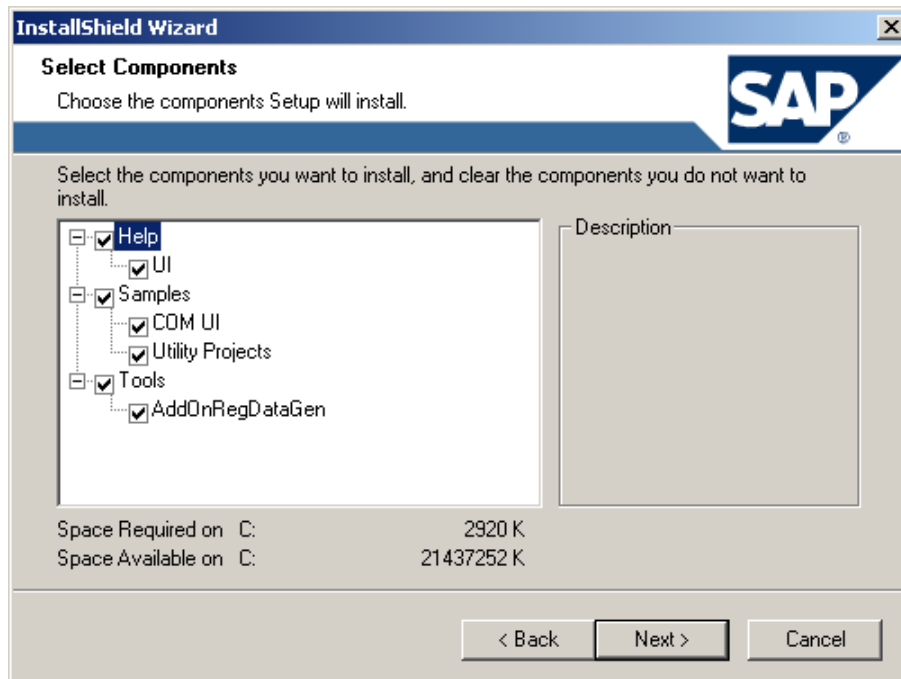 InstallShield Wizard
Select Components
Choose the components Setup will install.
SAP
®
Select the components you want to install, and clear the components you do not want to
install.
Help
UI
Samples
COM UI
Utility Projects
Tools
AddOnRegDataGen
Description
Space Required on C: 2920 K
Space Available on C: 21437252 K
< Back Next > Cancel